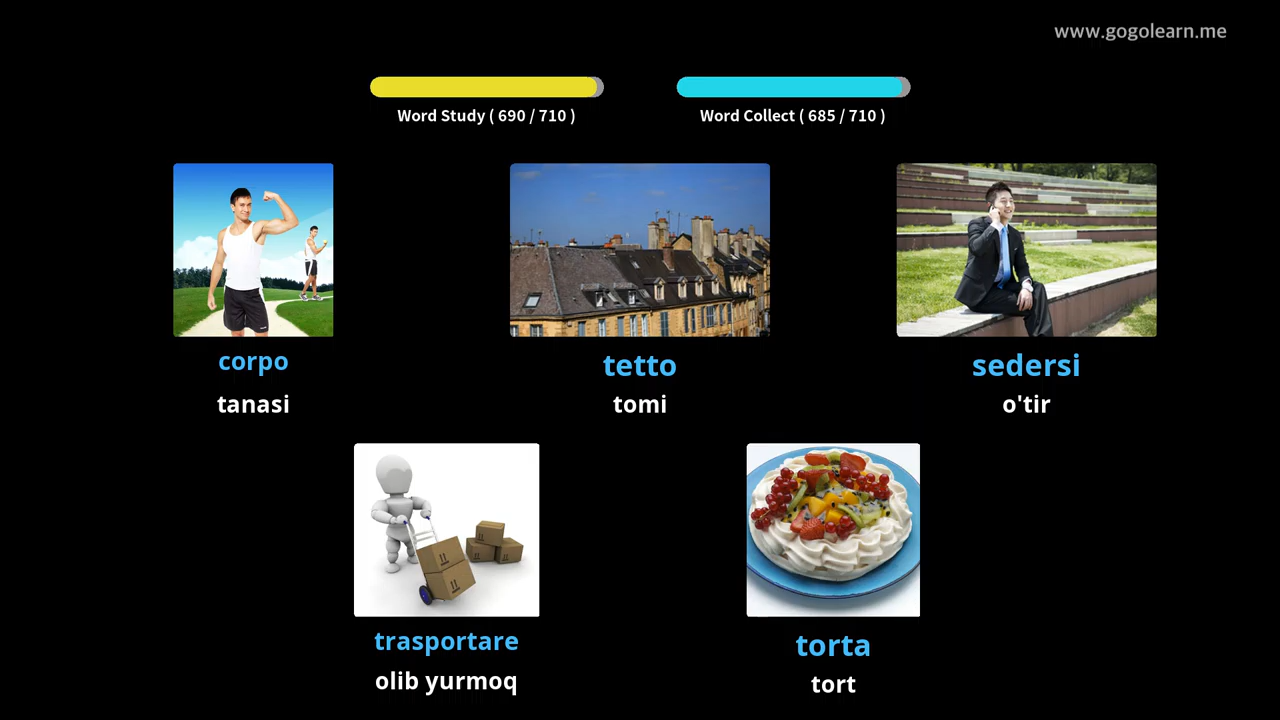 www.gogolearn.me
Word Study ( 690 / 710 )
Word Collect ( 685 / 710 )
corpo
tetto
sedersi
tanasi
tomi
o'tir
trasportare
torta
olib yurmoq
tort